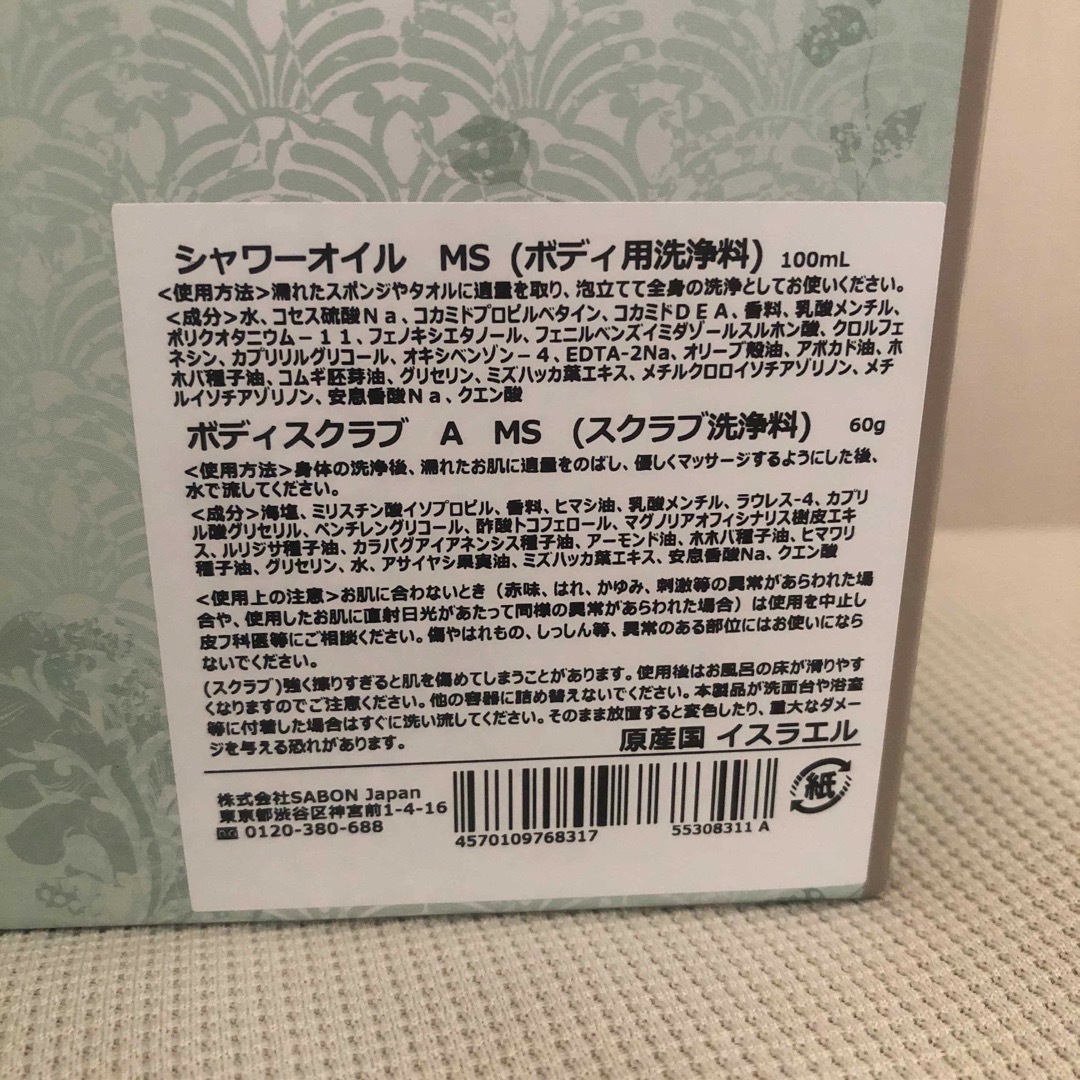 シャワーオイル　MS (ボディ用洗浄料) 100mL
<使用方法>濡れたスポンジやタオルに適量を取り、泡立てて全身の洗浄としてお使いください。
<成分>水、コセス硫酸Ｎａ、コカミドプロピルベタイン、コカミドＤＥＡ、香料、乳酸メンチル、
ポリクオタニウム－１１、フェノキシエタノール、フェニルベンズイミダゾールスルホン酸、クロルフェ
ネシン、カプリリルグリコール、オキシベンゾン－４、EDTA-2Na、オリーブ殻油、アボカド油、ホ
ホバ種子油、コムギ胚芽油、グリセリン、ミズハッカ葉エキス、メチルクロロイソチアゾリノン、メチ
ルイソチアゾリノン、安息香酸Ｎａ、クエン酸
ボディスクラブ　A　MS　(スクラブ洗浄料) 60g
<使用方法>身体の洗浄後、濡れたお肌に適量をのばし、優しくマッサージするようにした後、
水で流してください。
<成分>海塩、ミリスチン酸イソプロピル、香料、ヒマシ油、乳酸メンチル、ラウレス-4、カプリ
ル酸グリセリル、ペンチレングリコール、酢酸トコフェロール、マグノリアオフィシナリス樹皮エキ
ス、ルリジサ種子油、カラパグアイアネンシス種子油、アーモンド油、ホホバ種子油、ヒマワリ
種子油、グリセリン、水、アサイヤシ果実油、ミズハッカ葉エキス、安息香酸Na、クエン酸
<使用上の注意>お肌に合わないとき（赤味、はれ、かゆみ、刺激等の異常があらわれた場
合や、使用したお肌に直射日光があたって同様の異常があらわれた場合）は使用を中止し
皮フ科医等にご相談ください。傷やはれもの、しっしん等、異常のある部位にはお使いになら
ないでください。
(スクラブ)強く擦りすぎると肌を傷めてしまうことがあります。使用後はお風呂の床が滑りやす
くなりますのでご注意ください。他の容器に詰め替えないでください。本製品が洗面台や浴室
等に付着した場合はすぐに洗い流してください。そのまま放置すると変色したり、重大なダメー
ジを与える恐れがあります。
原産国 イスラエル
株式会社SABON Japan
東京都渋谷区神宮前1-4-16
0120-380-688
4570109768317
55308311 A
紙